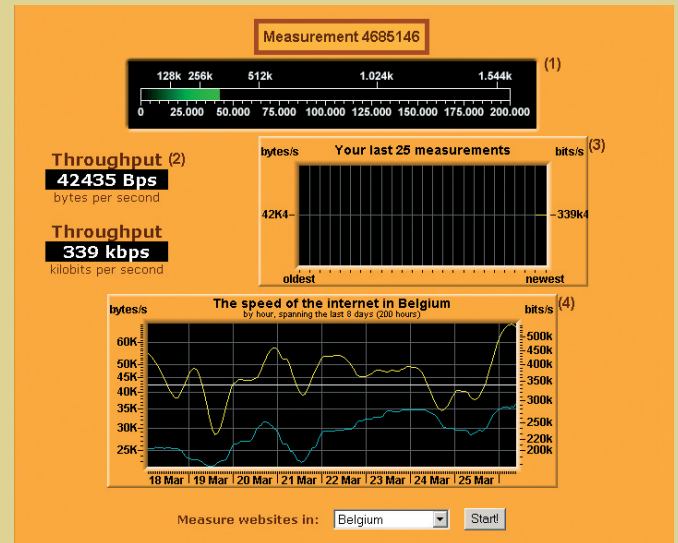 Measurement 4685146
(1)
128k 256k 512k 1.024k 1.544k
0 25.000 50.000 75.000 100.000 125.000 150.000 175.000 200.000
Throughput (2)
42435 Bps
bytes per second
Throughput
339 kbps
kilobits per second
(3)
bytes/s Your last 25 measurements bits/s
42K4 339k4
oldest newest
(4)
bytes/s The speed of the internet in Belgium bits/s
by hour, spanning the last 8 days (200 hours)
60K 500k
450k
50K 400k
45K 350k
40K
35K 300k
30K 250k
220k
25K 200k
18 Mar 19 Mar 20 Mar 21 Mar 22 Mar 23 Mar 24 Mar 25 Mar
Measure websites in: Belgium Start!